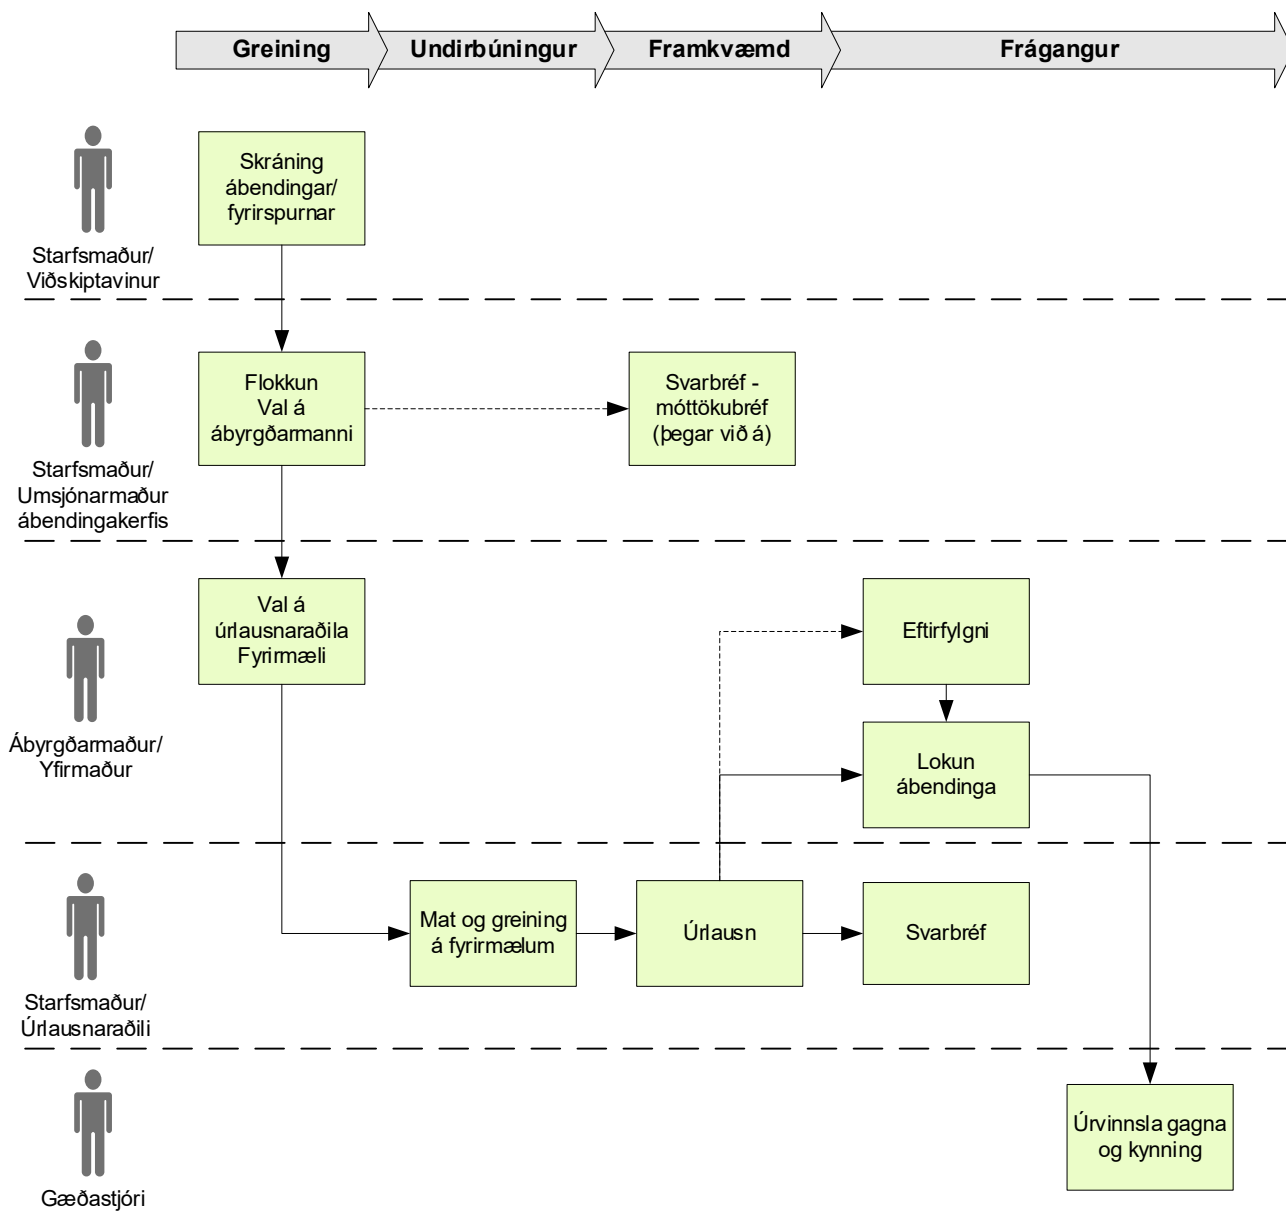 Greining
Undirbúningur
Framkvæmd
Frágangur
Starfsmaður/
Viðskiptavinur
Skráning
ábendingar/
fyrirspurnar
Starfsmaður/
Umsjónarmaður
ábendingakerfis
Flokkun
Val á
ábyrgðarmanni
Svarbréf -
móttökubréf
(þegar við á)
Ábyrgðarmaður/
Yfirmaður
Val á
úrlausnaraðila
Fyrirmæli
Eftirfylgni
Lokun
ábendinga
Starfsmaður/
Úrlausnaraðili
Mat og greining
á fyrirmælum
Úrlausn
Svarbréf
Gæðastjóri
Úrvinnsla gagna
og kynning